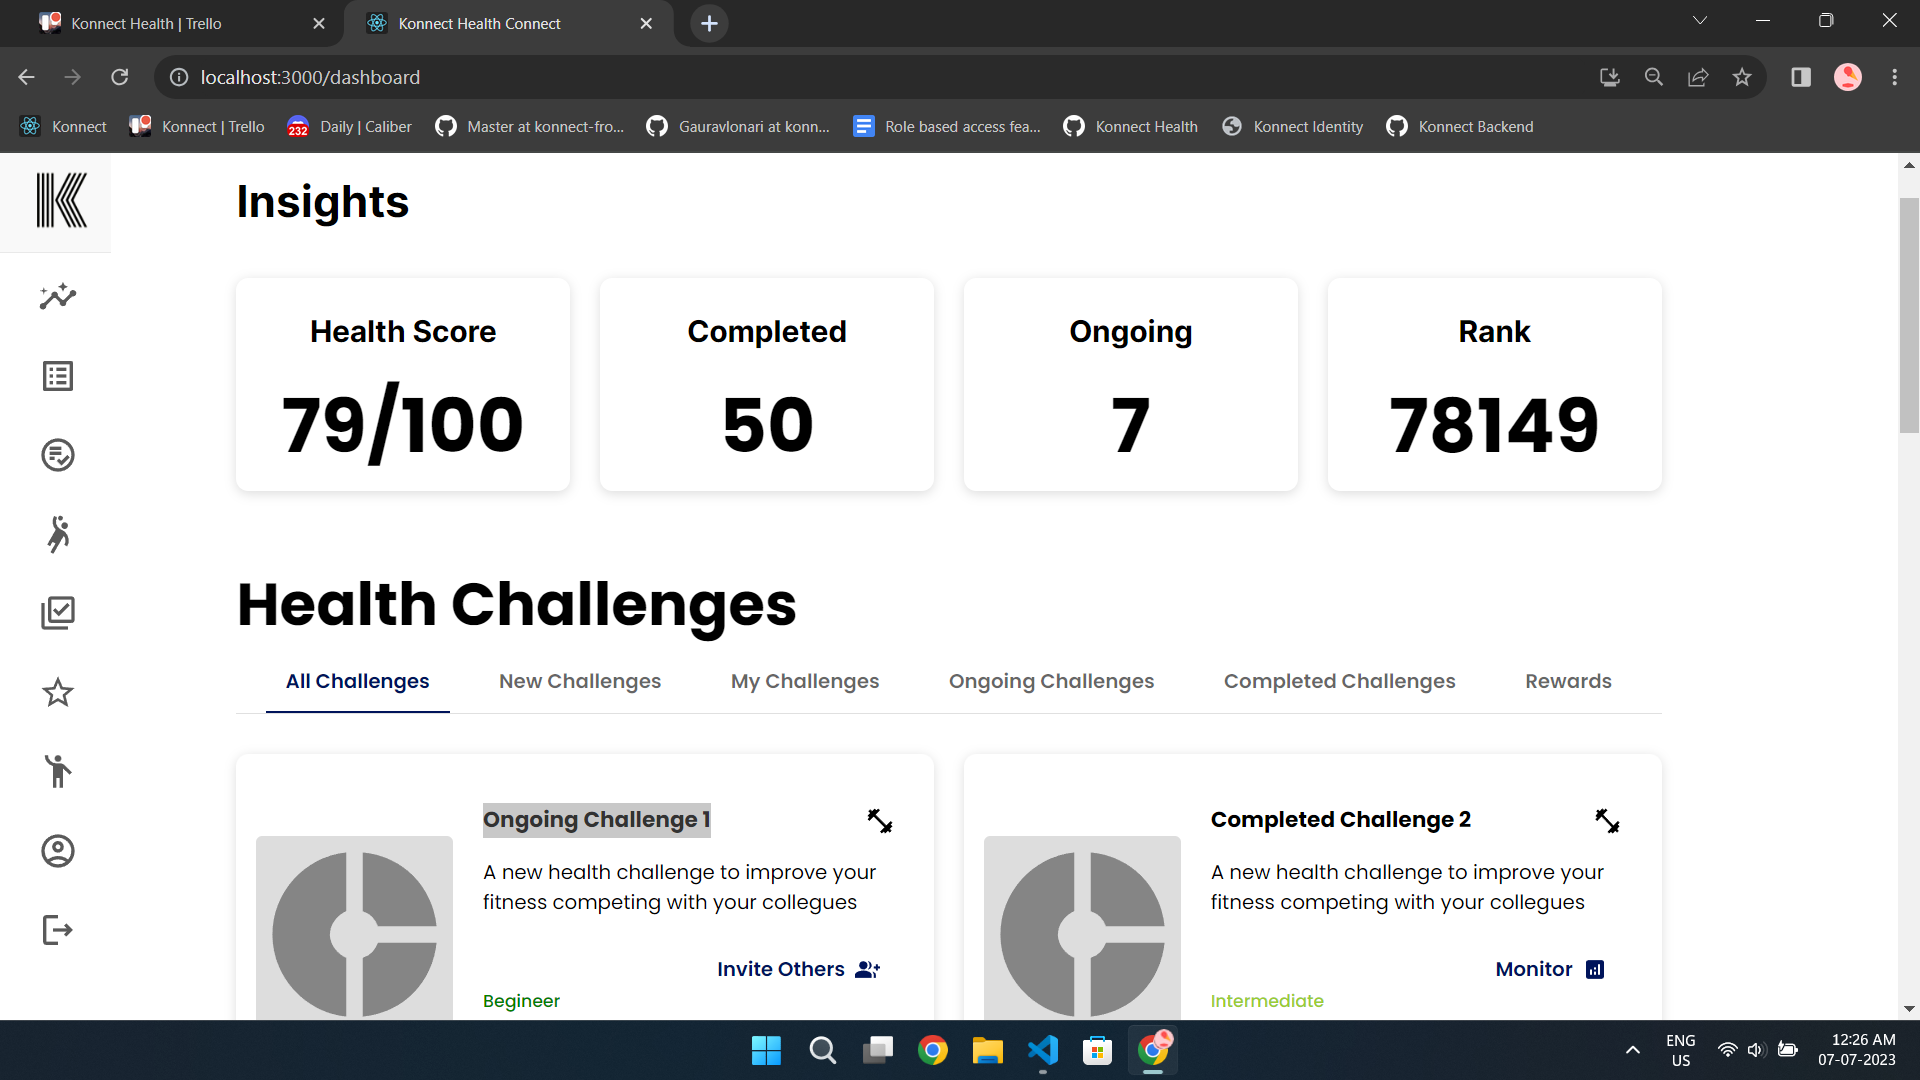 Konnect Health | Trello
Konnect Health Connect
localhost:3000/dashboard
Konnect
Konnect | Trello
232
Daily | Caliber
Master at konnect-fro...
Gauravlonari at konn...
Role based access fea...
Konnect Health
Konnect Identity
Konnect Backend
K
Insights
Health Score
79/100
Completed
50
Ongoing
7
Rank
78149
Health Challenges
All Challenges
New Challenges
My Challenges
Ongoing Challenges
Completed Challenges
Rewards
Ongoing Challenge 1
A new health challenge to improve your
fitness competing with your collegues
Invite Others
Begineer
Completed Challenge 2
A new health challenge to improve your
fitness competing with your collegues
Monitor
Intermediate
ENG
US
12:26 AM
07-07-2023